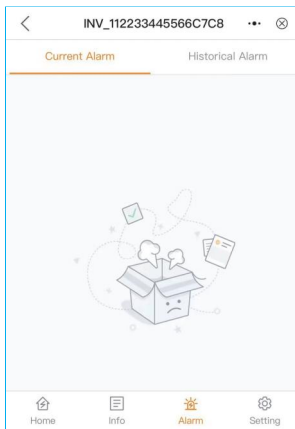 INV_112233445566C7C8
Current Alarm Historical Alarm
Home Info Alarm Setting